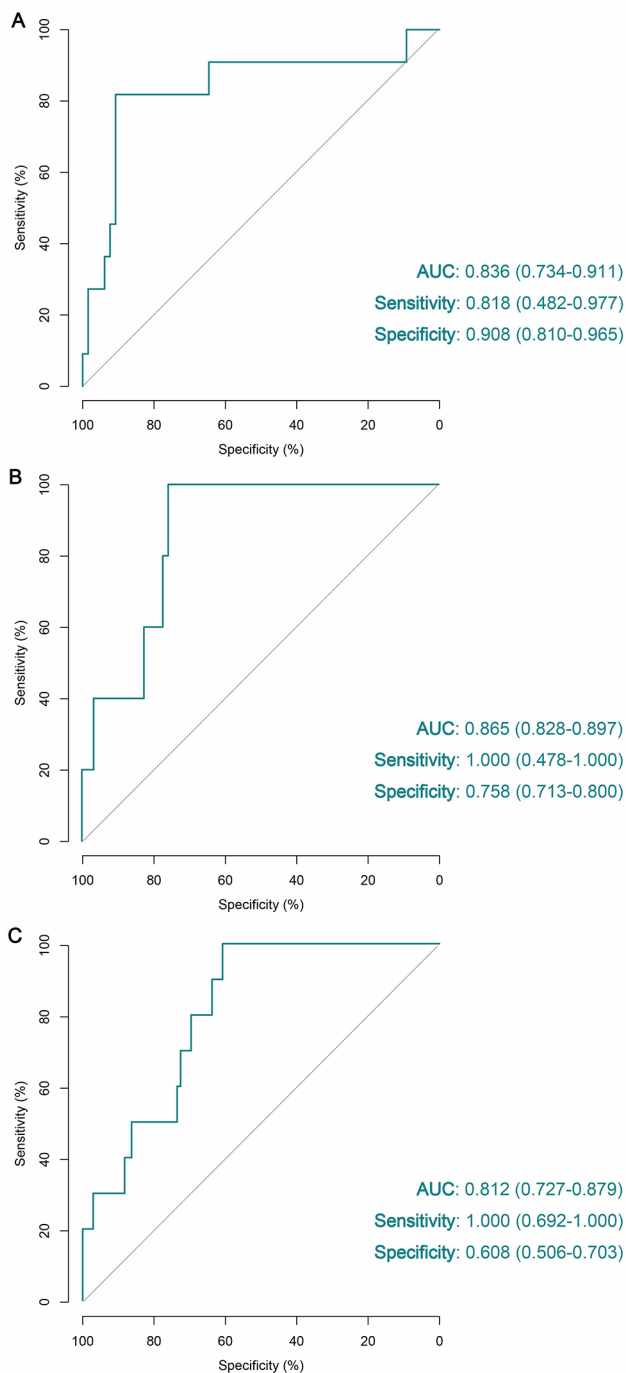 A
100
80
60
40
20
0
Sensitivity (%)
AUC: 0.836 (0.734-0.911)
Sensitivity: 0.818 (0.482-0.977)
Specificity: 0.908 (0.810-0.965)
100 80 60 40 20 0
Specificity (%)
B
100
80
60
40
20
0
Sensitivity (%)
AUC: 0.865 (0.828-0.897)
Sensitivity: 1.000 (0.478-1.000)
Specificity: 0.758 (0.713-0.800)
100 80 60 40 20 0
Specificity (%)
C
100
80
60
40
20
0
Sensitivity (%)
AUC: 0.812 (0.727-0.879)
Sensitivity: 1.000 (0.692-1.000)
Specificity: 0.608 (0.506-0.703)
100 80 60 40 20 0
Specificity (%)